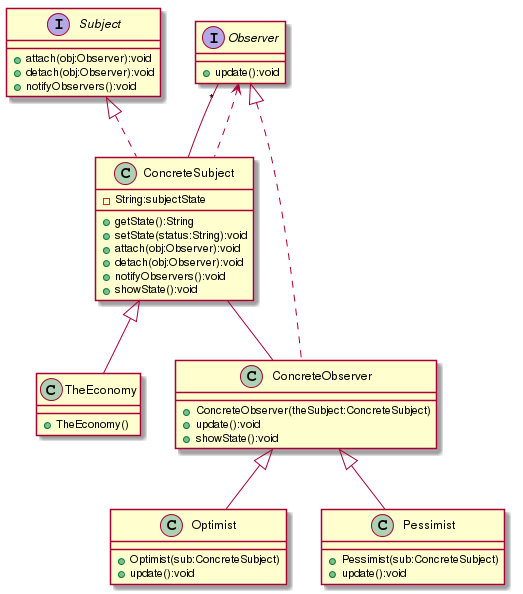 I Subject
attach(obj:Observer):void
detach(obj:Observer):void
notifyObservers():void
I Observer
update():void
*
C ConcreteSubject
String:subjectState
getState():String
setState(status:String):void
attach(obj:Observer):void
detach(obj:Observer):void
notifyObservers():void
showState():void
C TheEconomy
TheEconomy()
C ConcreteObserver
ConcreteObserver(theSubject:ConcreteSubject)
update():void
showState():void
C Optimist
Optimist(sub:ConcreteSubject)
update():void
C Pessimist
Pessimist(sub:ConcreteSubject)
update():void